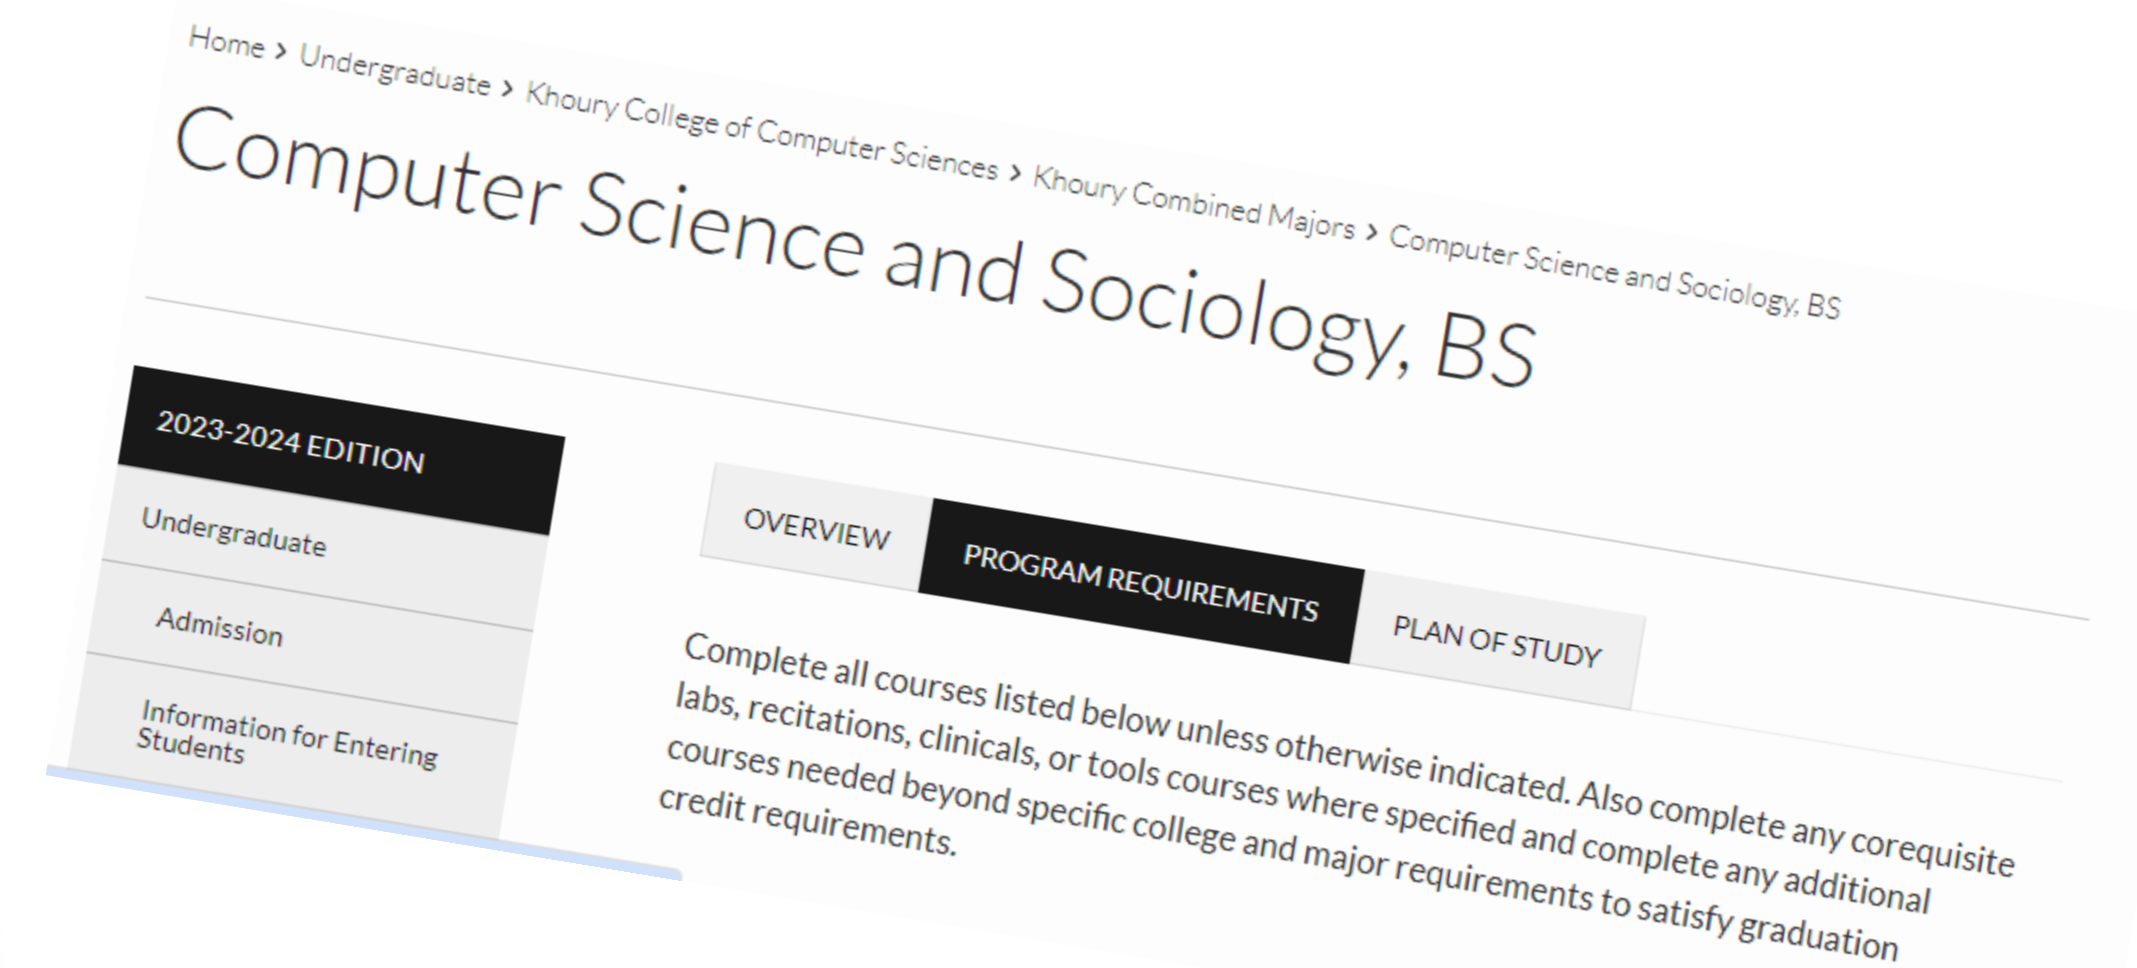 Home > Undergraduate > Khoury College of Computer Sciences > Khoury Combined Majors > Computer Science and Sociology, BS
Computer Science and Sociology, BS
2023-2024 EDITION
Undergraduate
Admission
Information for Entering
Students
OVERVIEW
PROGRAM REQUIREMENTS
PLAN OF STUDY
Complete all courses listed below unless otherwise indicated. Also complete any corequisite
labs, recitations, clinicals, or tools courses where specified and complete any additional
courses needed beyond specific college and major requirements to satisfy graduation
credit requirements.